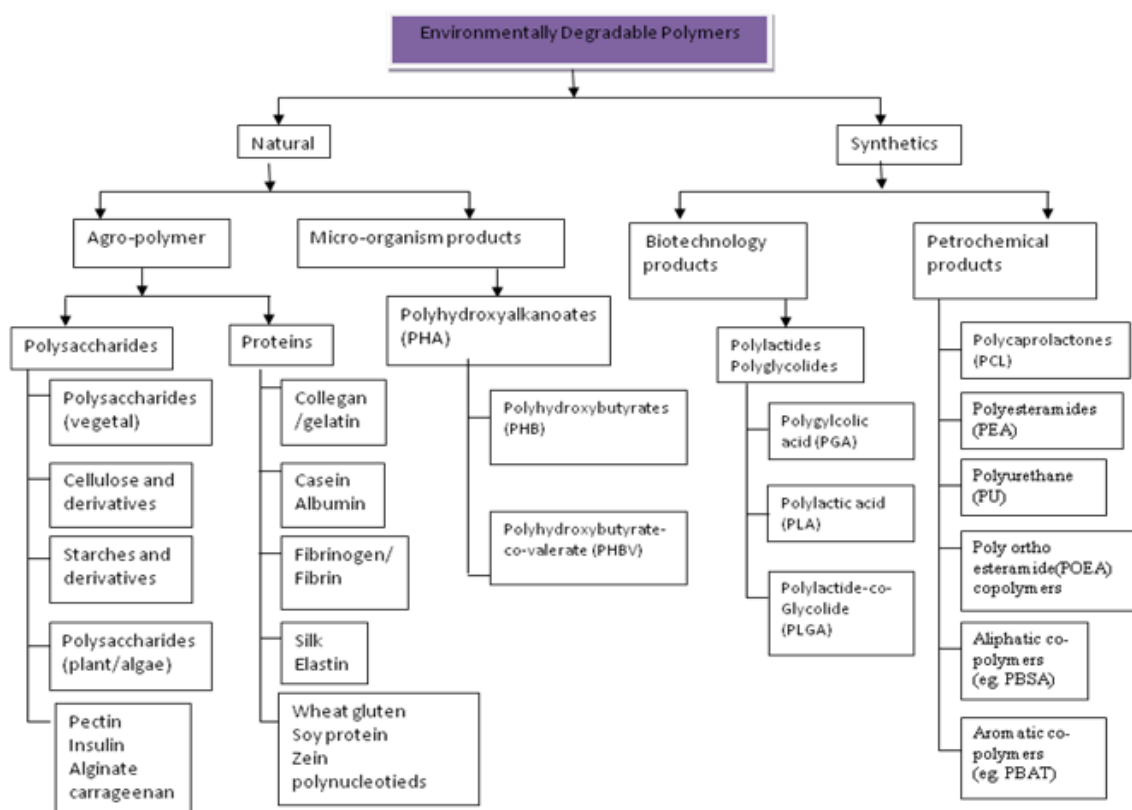 Environmentally Degradable Polymers
Natural
Synthetics
Agro-polymer
Micro-organism products
Biotechnology
products
Petrochemical
products
Polysaccharides
Proteins
Polyhydroxyalkanoates
(PHA)
Polylactides
Polyglycolides
Polysaccharides
(vegetal)
Cellulose and
derivatives
Starches and
derivatives
Polysaccharides
(plant/algae)
Pectin
Insulin
Alginate
carrageenan
Collegan
/gelatin
Casein
Albumin
Fibrinogen/
Fibrin
Silk
Elastin
Wheat gluten
Soy protein
Zein
polynucleotieds
Polyhydroxybutyrates
(PHB)
Polyhydroxybutyrate-
co-valerate (PHBV)
Polygylcolic
acid (PGA)
Polylactic acid
(PLA)
Polylactide-co-
Glycolide
(PLGA)
Polycaprolactones
(PCL)
Polyesteramides
(PEA)
Polyurethane
(PU)
Poly ortho
esteramide(POEA)
copolymers
Aliphatic co-
polymers
(eg. PBSA)
Aromatic co-
polymers
(eg. PBAT)